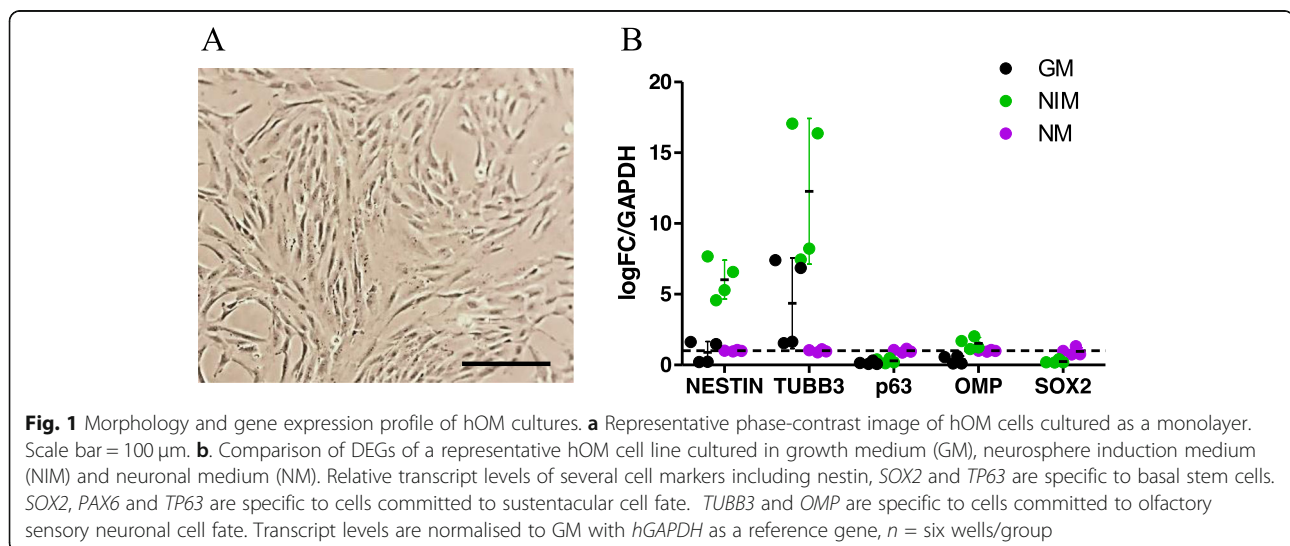 A
B
GM
NIM
NM
20
15
10
5
0
logFC/GAPDH
NESTIN TUBB3 p63 OMP SOX2
Fig. 1 Morphology and gene expression profile of hOM cultures. a Representative phase-contrast image of hOM cells cultured as a monolayer.
Scale bar = 100 μm. b. Comparison of DEGs of a representative hOM cell line cultured in growth medium (GM), neurosphere induction medium
(NIM) and neuronal medium (NM). Relative transcript levels of several cell markers including nestin, SOX2 and TP63 are specific to basal stem cells.
SOX2, PAX6 and TP63 are specific to cells committed to sustentacular cell fate. TUBB3 and OMP are specific to cells committed to olfactory
sensory neuronal cell fate. Transcript levels are normalised to GM with hGAPDH as a reference gene, n = six wells/group